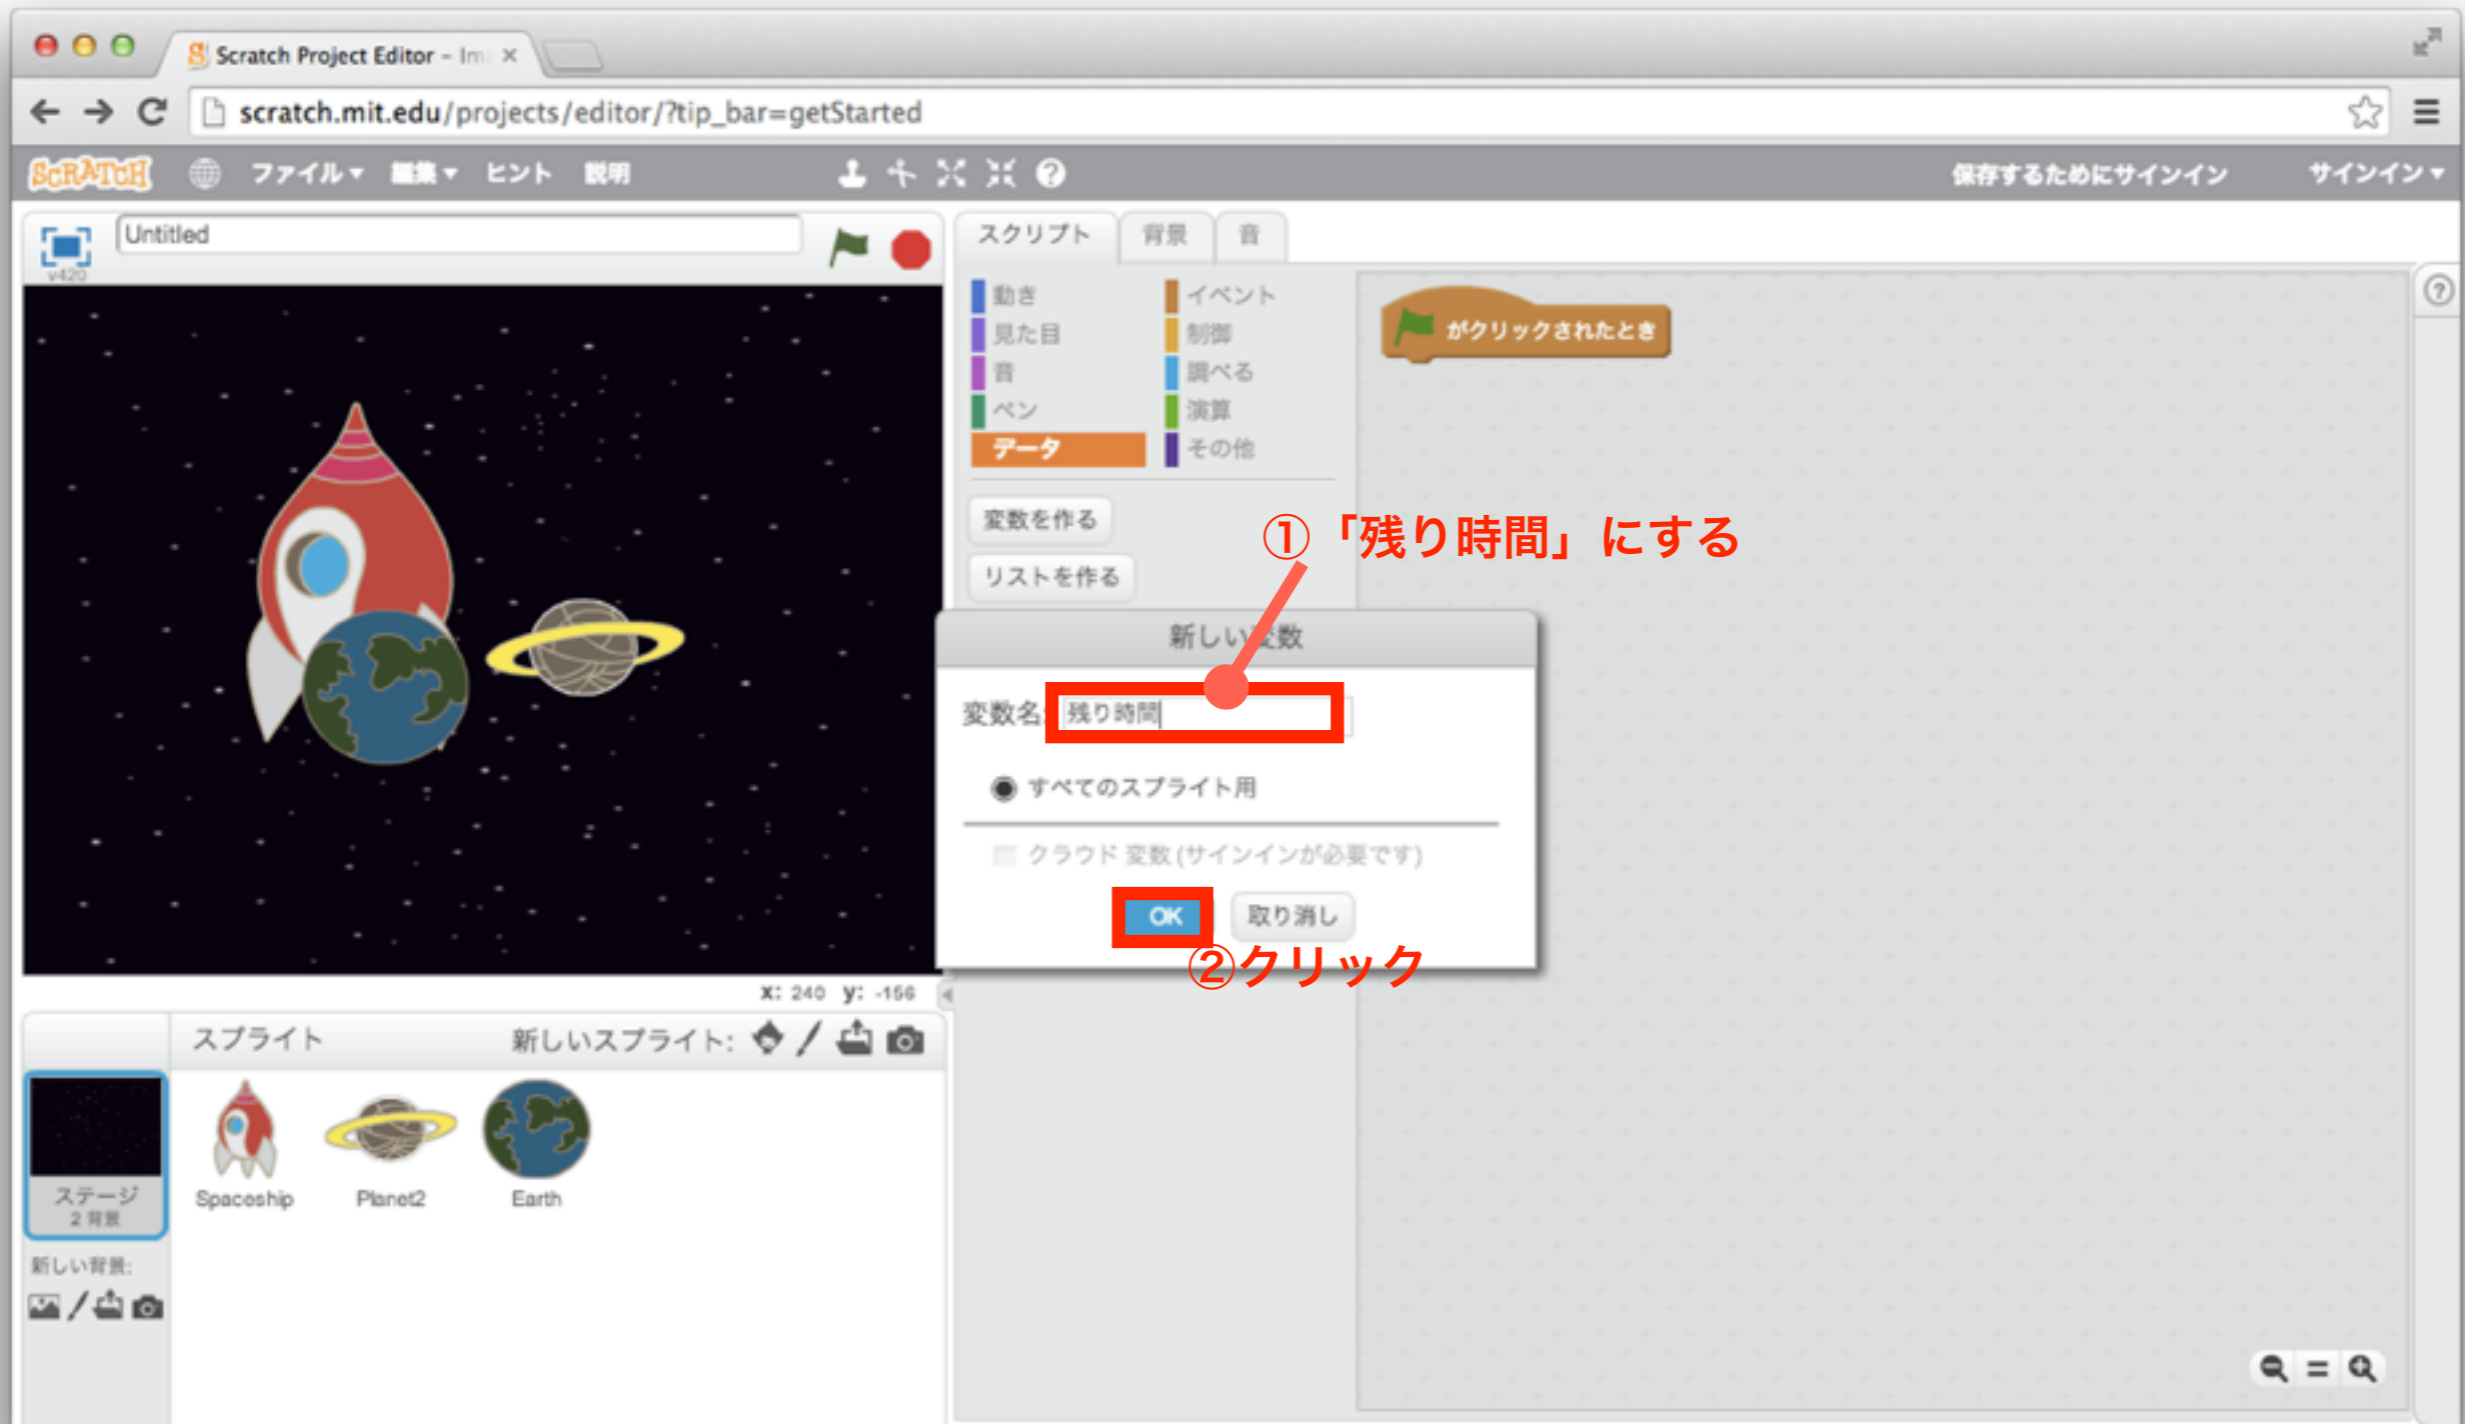 Scratch Project Editor – Im
scratch.mit.edu/projects/editor/?tip_bar=getStarted
SCRATCH ファイル 編集 ヒント 説明 保存するためにサインイン サインイン
Untitled
v420
スクリプト 背景 音
動き イベント
見た目 制御
音 調べる
ペン 演算
データ その他
がクリックされたとき
変数を作る
リストを作る
①「残り時間」にする
新しい変数
変数名: 残り時間
すべてのスプライト用
クラウド変数 (サインインが必要です)
OK 取り消し
②クリック
x: 240 y: -156
スプライト 新しいスプライト:
Spaceship Planet2 Earth
ステージ
2 背景
新しい背景: